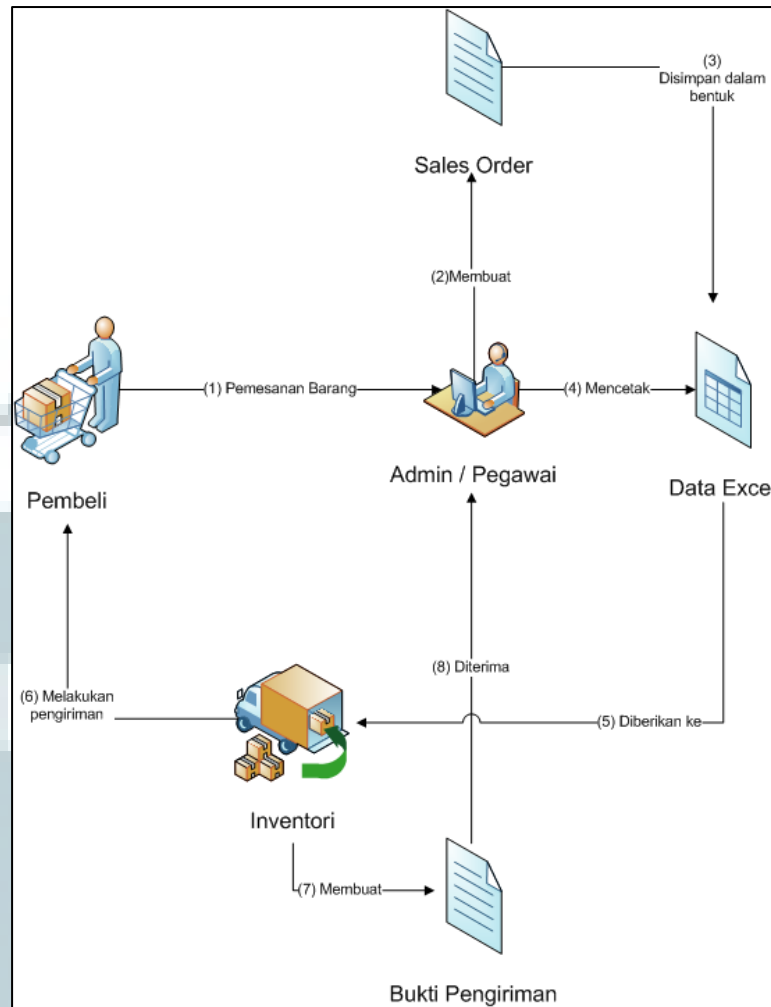 (3)
Disimpan dalam
bentuk
Sales Order
(2)Membuat
(1) Pemesanan Barang
(4) Mencetak
Admin / Pegawai
Data Exce
Pembeli
(8) Diterima
(6) Melakukan
pengiriman
(5) Diberikan ke
Inventori
(7) Membuat
Bukti Pengiriman